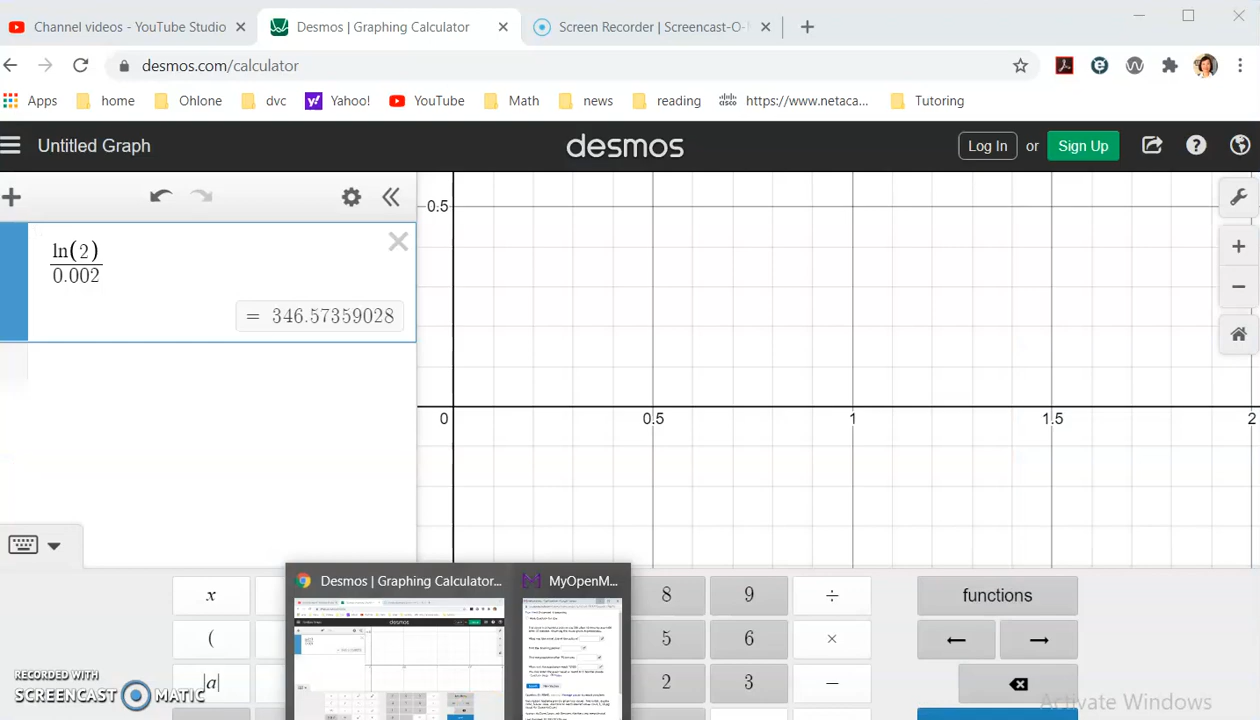 Channel videos - YouTube Studio
Desmos | Graphing Calculator
Screen Recorder | Screencast-O-
desmos.com/calculator
Apps home Ohlone dvc Yahoo! YouTube Math news reading https://www.netaca... Tutoring
Untitled Graph
desmos
Log In or Sign Up
ln(2)
0.002
= 346.57359028
0.5
0 0.5 1 1.5 2
Desmos | Graphing Calculator...
MyOpenM...
x 8 9 ÷ functions
( 5 6 × ← →
|a| 2 3 −
RECORDED WITH
SCREENCAST MATIC
Activate Windows